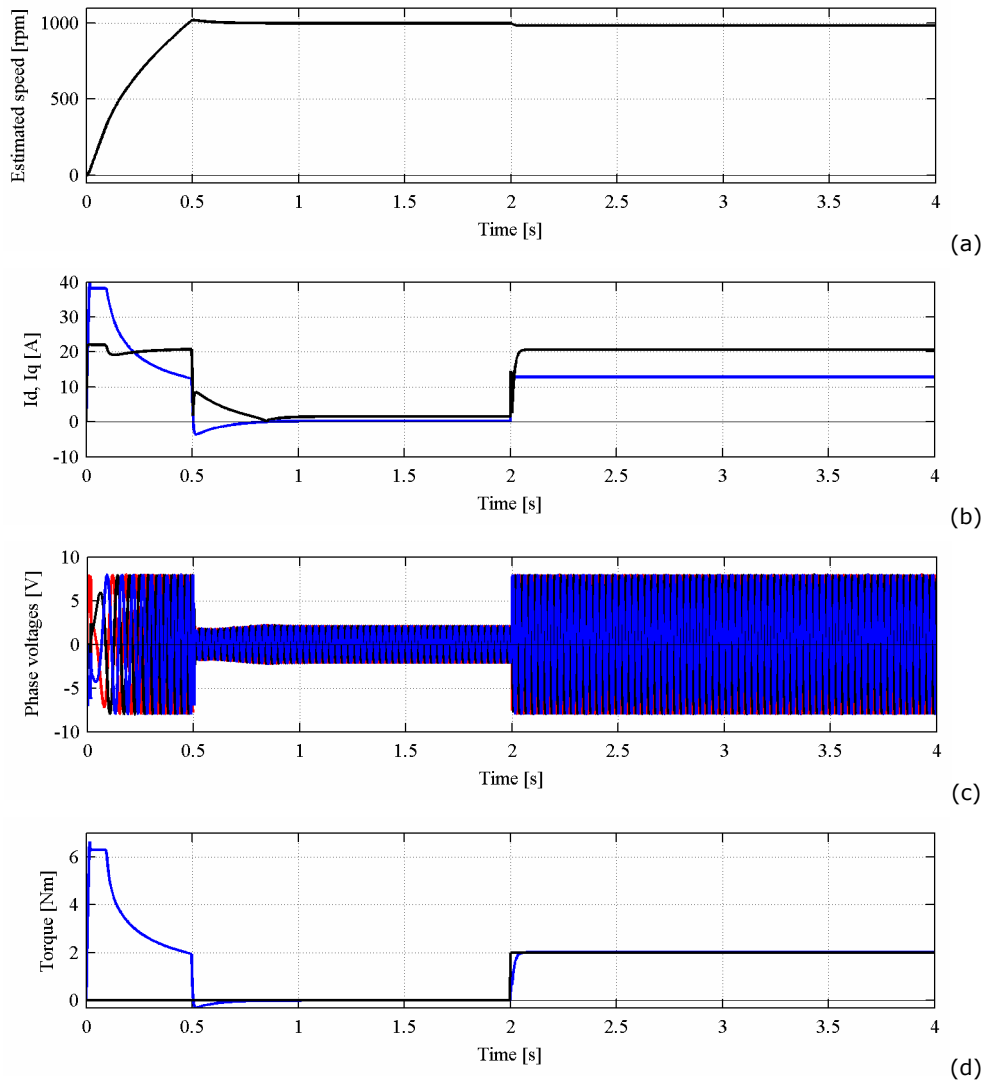 1000
500
0
Estimated speed [rpm]
0 0.5 1 1.5 2 2.5 3 3.5 4
Time [s]
(a)
40
30
20
10
0
-10
Id, Iq [A]
0 0.5 1 1.5 2 2.5 3 3.5 4
Time [s]
(b)
10
5
0
-5
-10
Phase voltages [V]
0 0.5 1 1.5 2 2.5 3 3.5 4
Time [s]
(c)
6
4
2
0
Torque [Nm]
0 0.5 1 1.5 2 2.5 3 3.5 4
Time [s]
(d)